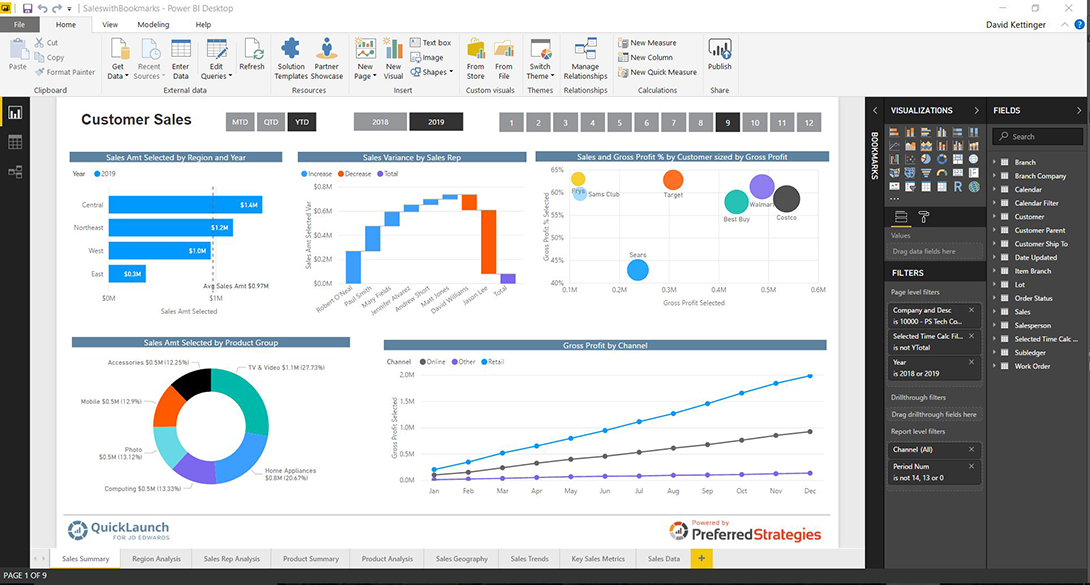 SaleswithBookmarks - Power BI Desktop
David Kettinger
File Home View Modeling Help
Paste
Cut
Copy
Format Painter
Get Data
Recent Sources
Enter Data
Edit Queries
Refresh
Solution Templates
Partner Showcase
New Page
New Visual
Text box
Image
Shapes
From Store
From File
Switch Theme
Manage Relationships
New Measure
New Column
New Quick Measure
Publish
Clipboard External data Resources Insert Custom visuals Themes Relationships Calculations Share
Customer Sales
MTD QTD YTD
2018 2019
1 2 3 4 5 6 7 8 9 10 11 12
Sales Amt Selected by Region and Year
Year 2019
Central $1.4M
Northeast $1.2M
West $1.0M
East $0.3M
Avg Sales Amt $0.97M
$0M $1M
Sales Amt Selected
Sales Variance by Sales Rep
Increase Decrease Total
Sales Amt Selected Var.
$0.8M
$0.6M
$0.4M
$0.2M
$0.0M
Robert O'Neal
Paul Smith
Mary Fields
Jennifer Alvarez
Andrew Short
Matt Jones
David Williams
Jason Lee
Total
Sales and Gross Profit % by Customer sized by Gross Profit
Gross Profit % Selected
65%
60%
55%
50%
45%
40%
Frys
Sams Club
Target
Best Buy
Walmart
Costco
Sears
0.1M 0.2M 0.3M 0.4M 0.5M 0.6M
Gross Profit Selected
Sales Amt Selected by Product Group
Accessories $0.5M (12.25%)
TV & Video $1.1M (27.73%)
Mobile $0.5M (12.9%)
Photo
$0.5M (13.12%)
Home Appliances
$0.8M (20.67%)
Computing $0.5M (13.33%)
Gross Profit by Channel
Channel Online Other Retail
Gross Profit Selected
2.0M
1.5M
1.0M
0.5M
0.0M
Jan Feb Mar Apr May Jun Jul Aug Sep Oct Nov Dec
QuickLaunch
FOR JD EDWARDS
Powered by
PreferredStrategies
Sales Summary Region Analysis Sales Rep Analysis Product Summary Product Analysis Sales Geography Sales Trends Key Sales Metrics Sales Data +
PAGE 1 OF 9
BOOKMARKS
VISUALIZATIONS
R
Values
Drag data fields here
FILTERS
Page level filters
Company and Desc
is 10000 - PS Tech Co...
Selected Time Calc Fil...
is not YTotal
Year
is 2018 or 2019
Drillthrough filters
Drag drillthrough fields here
Report level filters
Channel (All)
Period Num
is not 14, 13 or 0
FIELDS
Search
Branch
Branch Company
Calendar
Calendar Filter
Customer
Customer Parent
Customer Ship To
Date Updated
Item Branch
Lot
Order Status
Sales
Salesperson
Selected Time Calc ...
Subledger
Work Order